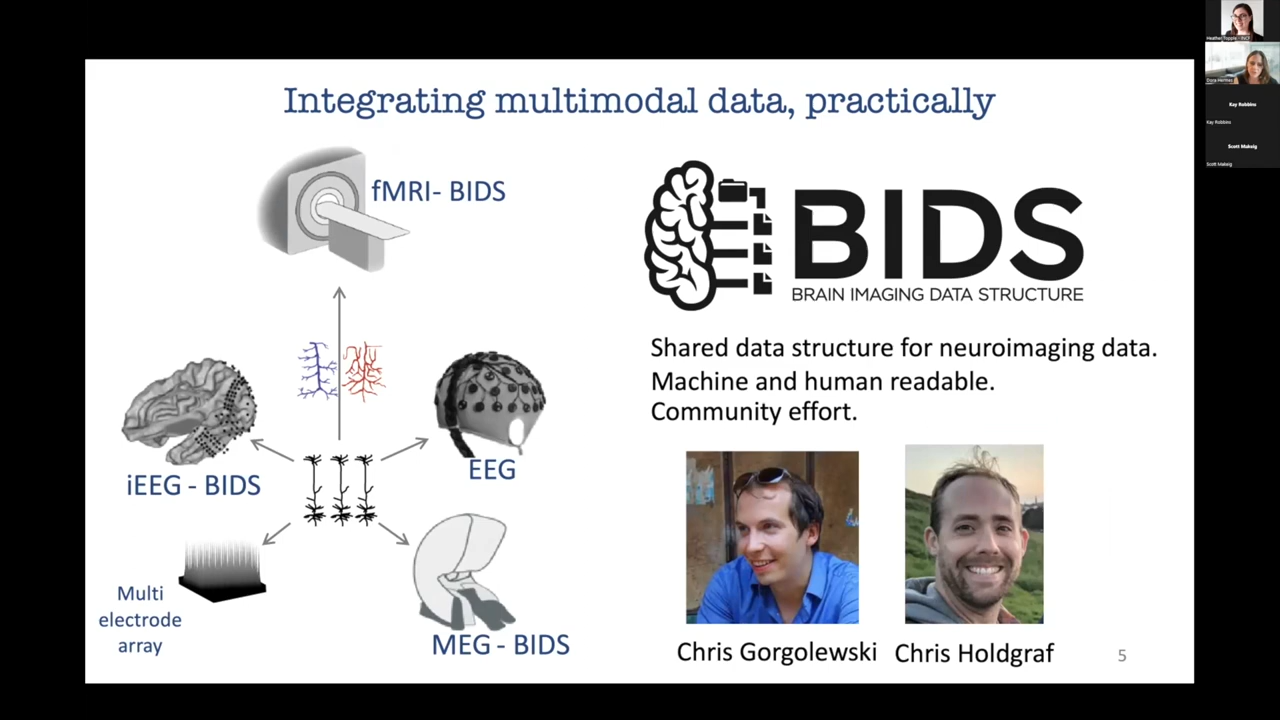 Integrating multimodal data, practically
fMRI- BIDS
iEEG - BIDS
EEG
Multi
electrode
array
MEG - BIDS
BIDS
BRAIN IMAGING DATA STRUCTURE
Shared data structure for neuroimaging data.
Machine and human readable.
Community effort.
Chris Gorgolewski
Chris Holdgraf
5
Dora Hermes
Kay Robbins
Kay Robbins
Scott Makeig
Scott Makeig